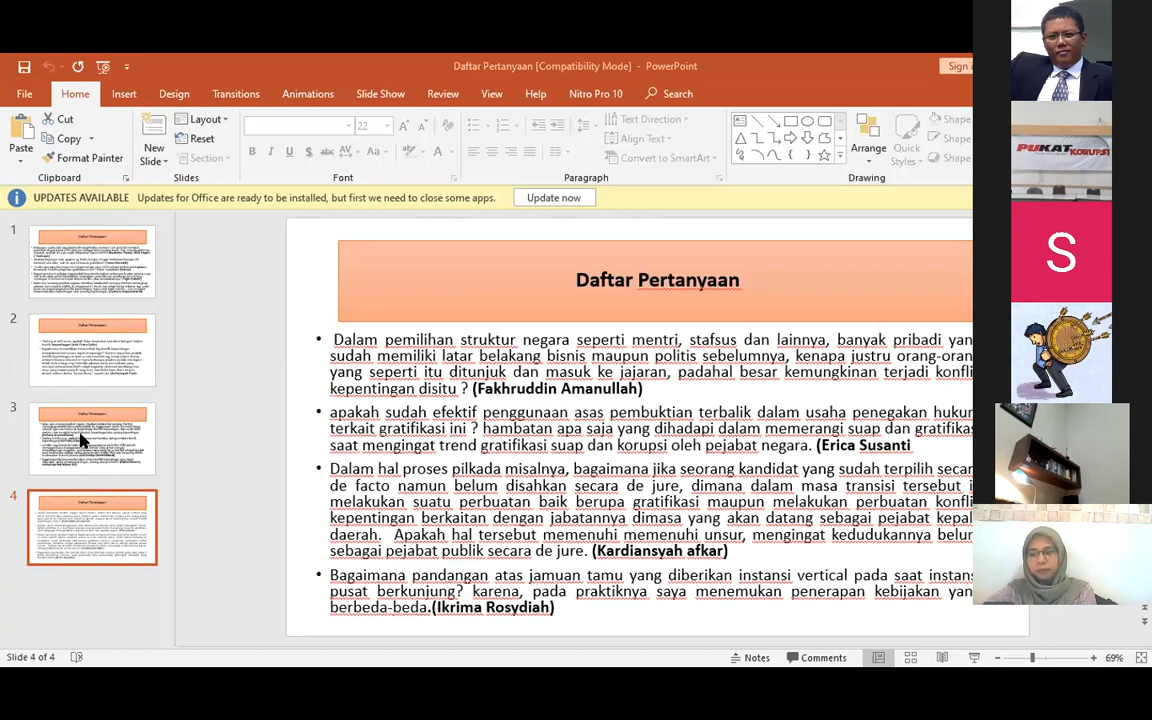 Daftar Pertanyaan [Compatibility Mode] - PowerPoint
Sign i
File Home Insert Design Transitions Animations Slide Show Review View Help Nitro Pro 10 Search
Paste
Cut
Copy
Format Painter
Clipboard
New Slide
Layout
Reset
Section
Slides
22
Font
Text Direction
Align Text
Convert to SmartArt
Paragraph
Arrange
Quick Styles
Shape
Shape
Shape
Drawing
UPDATES AVAILABLE Updates for Office are ready to be installed, but first we need to close some apps. Update now
1
2
3
4
Daftar Pertanyaan
• Dalam pemilihan struktur negara seperti mentri, stafsus dan lainnya, banyak pribadi yan
sudah memiliki latar belakang bisnis maupun politis sebelumnya, kenapa justru orang-oran
yang seperti itu ditunjuk dan masuk ke jajaran, padahal besar kemungkinan terjadi konfli
kepentingan disitu ? (Fakhruddin Amanullah)
• apakah sudah efektif penggunaan asas pembuktian terbalik dalam usaha penegakan hukun
terkait gratifikasi ini ? hambatan apa saja yang dihadapi dalam menerangi suap dan gratifikas
saat mengingat trend gratifikasi suap dan korupsi oleh pejabat negara. (Erica Susanti
• Dalam hal proses pilkada misalnya, bagaimana jika seorang kandidat yang sudah terpilih secar
de facto namun belum disahkan secara de jure, dimana dalam masa transisi tersebut i
melakukan suatu perbuatan baik berupa gratifikasi maupun melakukan perbuatan konfli
kepentingan berkaitan dengan jabatannya dimasa yang akan datang sebagai pejabat kepal
daerah. Apakah hal tersebut memenuhi memenuhi unsur, mengingat kedudukannya belun
sebagai pejabat publik secara de jure. (Kardiansyah afkar)
• Bagaimana pandangan atas jamuan tamu yang diberikan instansi vertical pada saat instans
pusat berkunjung? karena, pada praktiknya saya menemukan penerapan kebijakan yan
berbeda-beda.(Ikrima Rosydiah)
Slide 4 of 4
Notes Comments 69%
PUKAT KORUPSI
S